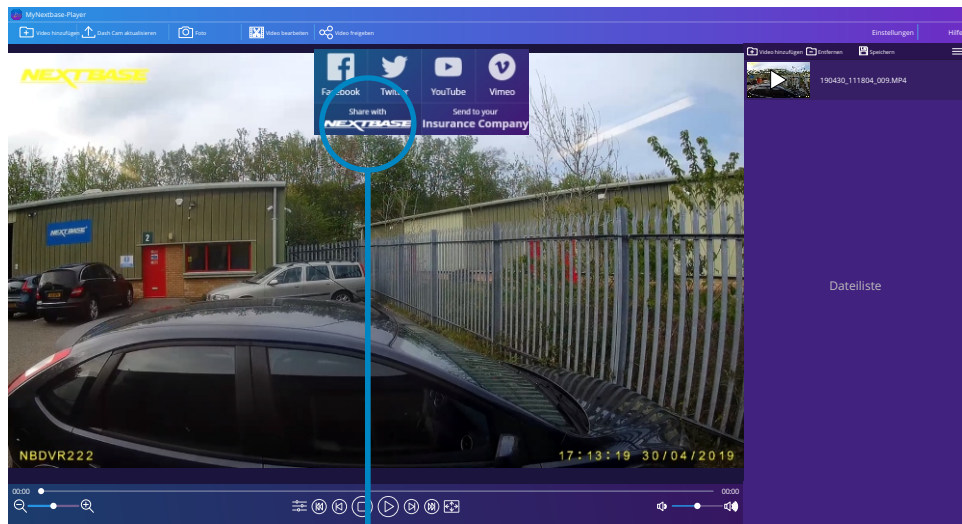 MyNextbase-Player
Video hinzufügen
Dash Cam aktualisieren
Foto
Video bearbeiten
Video freigeben
Einstellungen
Hilfe
Video hinzufügen
Entfernen
Speichern
NEXTBASE
Facebook
Twitter
YouTube
Vimeo
Share with
NEXTBASE
Send to your
Insurance Company
190430_111804_009.MP4
NEXTBASE
2
Dateiliste
NBDVR222
17:13:19 30/04/2019
00:00
00:00